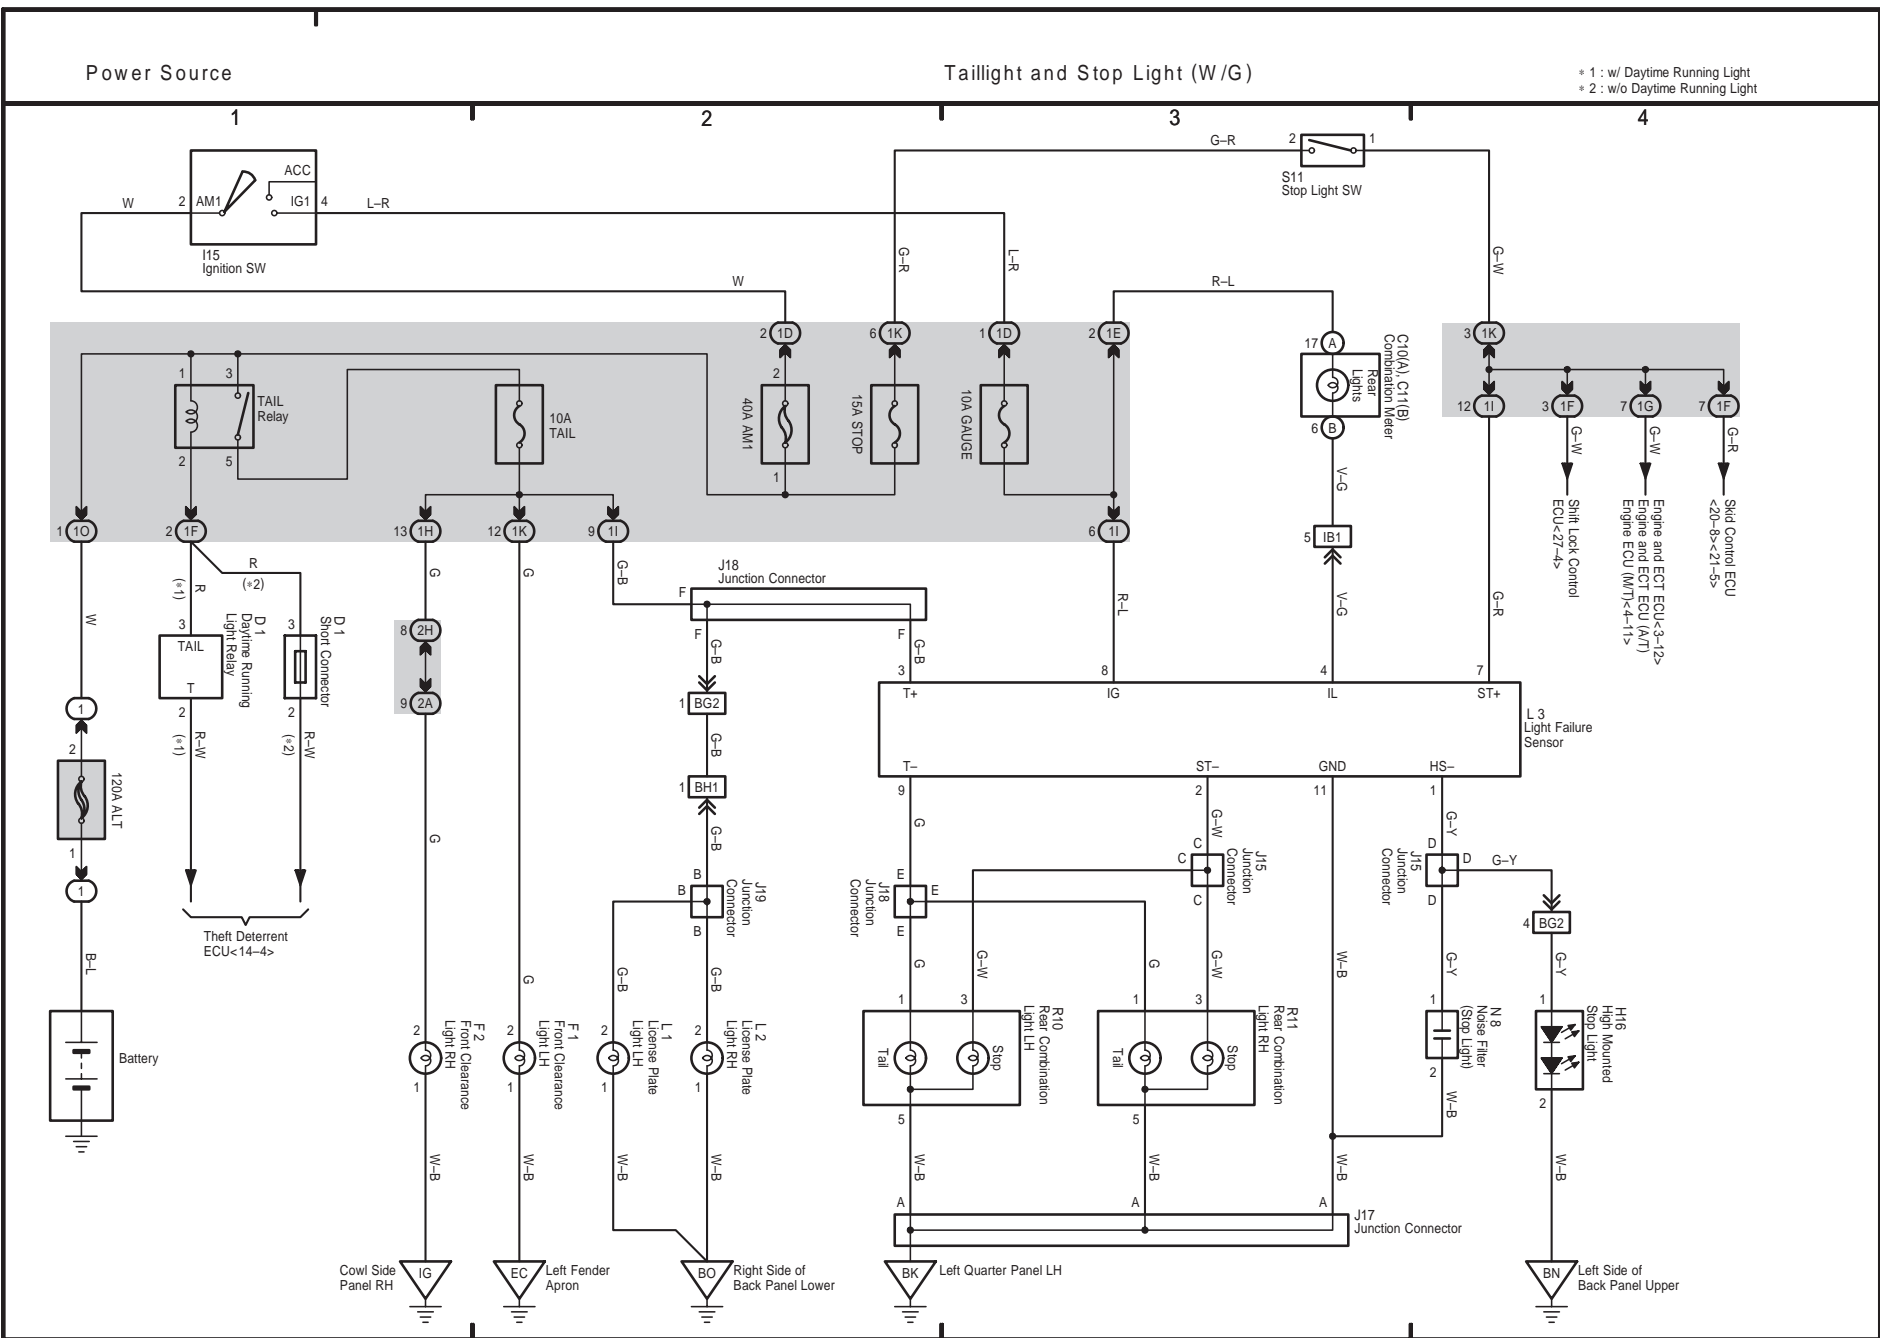 Power Source
Taillight and Stop Light (W/G)
* 1 : w/ Daytime Running Light
* 2 : w/o Daytime Running Light
1
2
3
4
G–R
2
1
S11
Stop Light SW
ACC
W
2
AM1
IG1
4
L–R
I15
Ignition SW
G–R
L–R
G–W
W
R–L
2
1D
6
1K
1
1D
2
1E
17
A
C10(A), C11(B)
Combination Meter
Rear
Lights
6
B
3
1K
1
3
TAIL
Relay
2
5
10A
TAIL
2
40A AM1
1
15A STOP
10A GAUGE
12
1I
3
1F
7
1G
7
1F
G–W
G–W
G–R
V–G
Shift Lock Control
ECU<27–4>
Engine and ECT ECU<3–12>
Engine and ECT ECU (A/T)
Engine ECU (M/T)<4–11>
Skid Control ECU
<20–8><21–5>
1
1O
2
1F
13
1H
12
1K
9
1I
6
1I
5
IB1
R
(*2)
R
(*1)
G
G
G–B
J18
Junction Connector
F
R–L
V–G
G–R
W
D 1
Daytime Running
Light Relay
D 1
Short Connector
3
TAIL
T
2
3
2
8
2H
9
2A
F
G–B
F
G–B
3
8
4
7
T+
IG
IL
ST+
L 3
Light Failure
Sensor
1
BG2
1
2
120A ALT
1
1
R–W
(*1)
R–W
(*2)
G–B
T–
ST–
GND
HS–
1
BH1
9
2
11
1
G
G–B
G
G–W
G–Y
Theft Deterrent
ECU<14–4>
B
B
B
J19
Junction
Connector
E
E
E
J18
Junction
Connector
C
C
C
J15
Junction
Connector
D
D
D
J15
Junction
Connector
G–Y
4
BG2
B–L
G
G–B
G–B
G
G–W
G
G–W
W–B
G–Y
G–Y
Battery
2
F 2
Front Clearance
Light RH
1
2
F 1
Front Clearance
Light LH
1
2
L 1
License Plate
Light LH
1
2
L 2
License Plate
Light RH
1
1
3
Tail
Stop
R10
Rear Combination
Light LH
5
1
3
Tail
Stop
R11
Rear Combination
Light RH
5
1
N 8
Noise Filter
(Stop Light)
2
1
H16
High Mounted
Stop Light
2
W–B
W–B
W–B
W–B
W–B
W–B
W–B
W–B
W–B
A
A
A
J17
Junction Connector
Cowl Side
Panel RH
IG
EC
Left Fender
Apron
BO
Right Side of
Back Panel Lower
BK
Left Quarter Panel LH
BN
Left Side of
Back Panel Upper